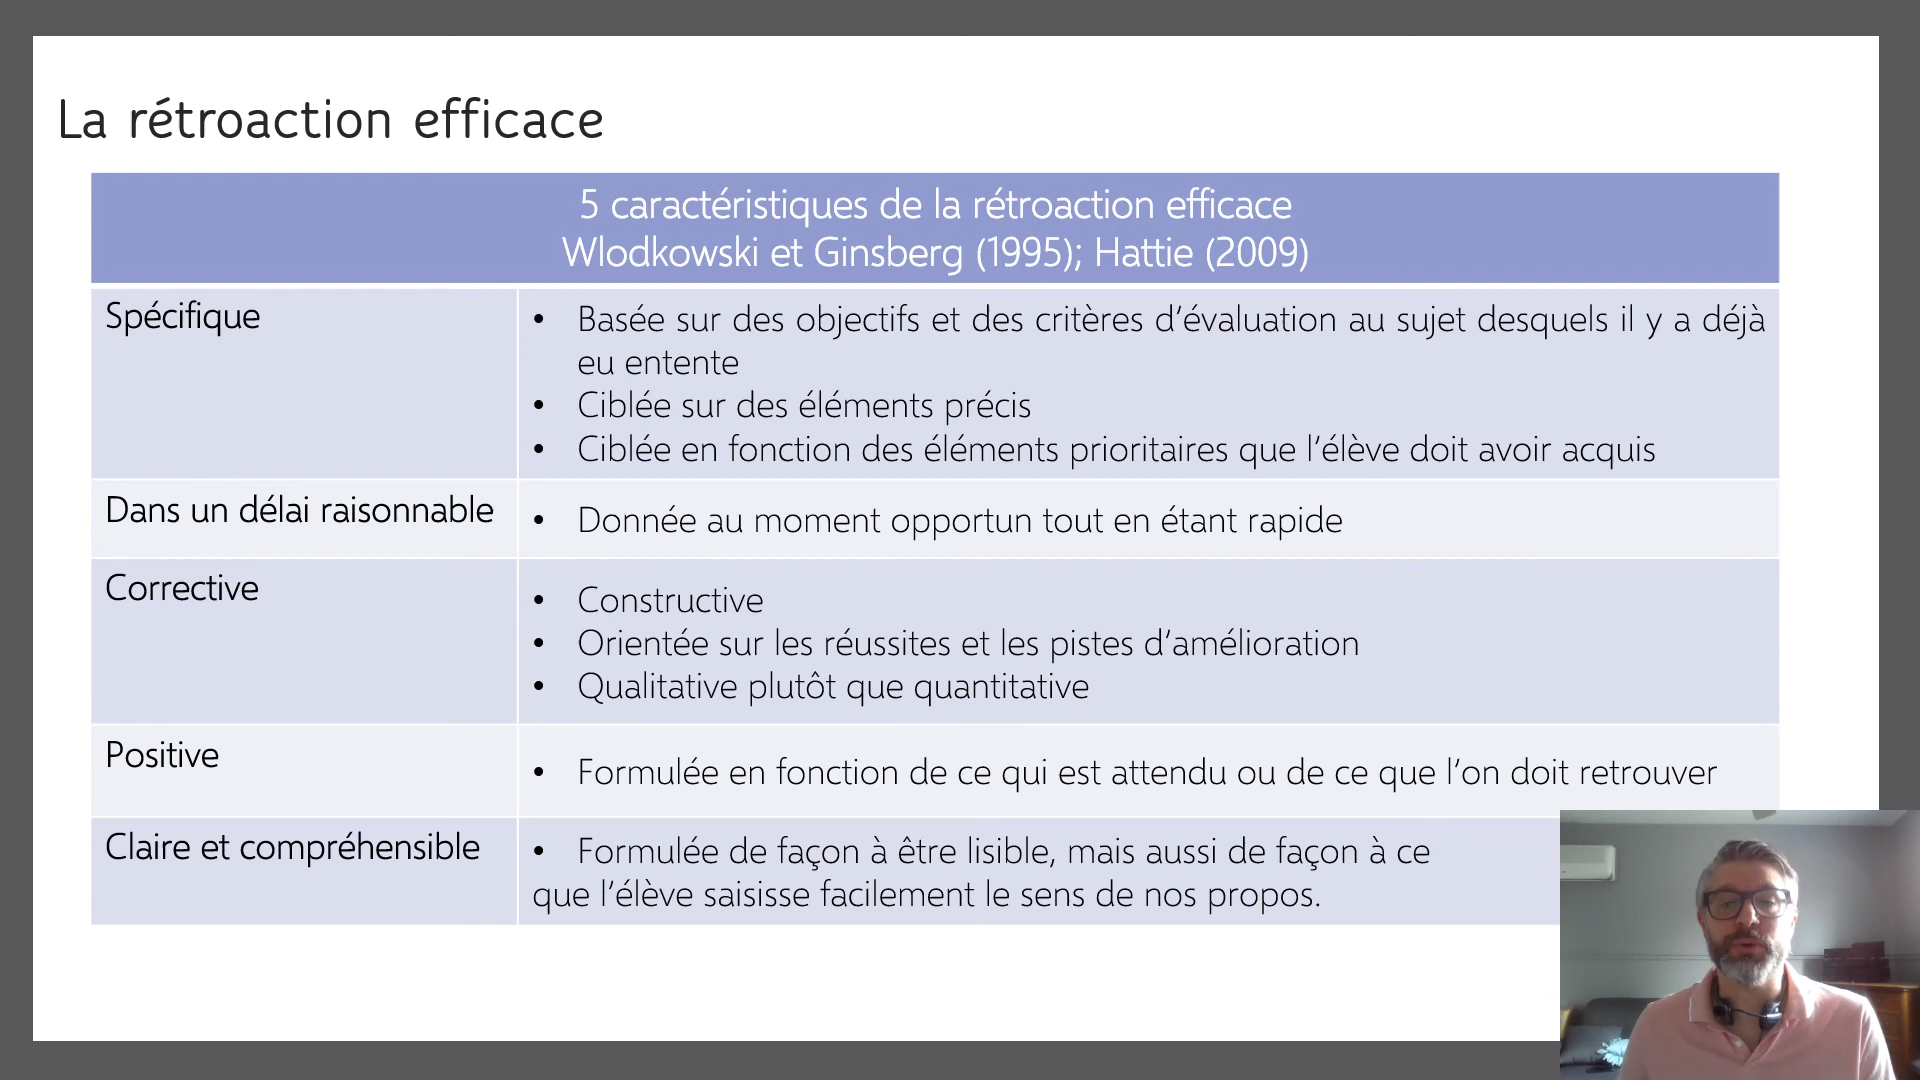 La rétroaction efficace
5 caractéristiques de la rétroaction efficace
Wlodkowski et Ginsberg (1995); Hattie (2009)
Spécifique
• Basée sur des objectifs et des critères d'évaluation au sujet desquels il y a déjà
eu entente
• Ciblée sur des éléments précis
• Ciblée en fonction des éléments prioritaires que l'élève doit avoir acquis
Dans un délai raisonnable
• Donnée au moment opportun tout en étant rapide
Corrective
• Constructive
• Orientée sur les réussites et les pistes d'amélioration
• Qualitative plutôt que quantitative
Positive
• Formulée en fonction de ce qui est attendu ou de ce que l'on doit retrouver
Claire et compréhensible
• Formulée de façon à être lisible, mais aussi de façon à ce
que l'élève saisisse facilement le sens de nos propos.